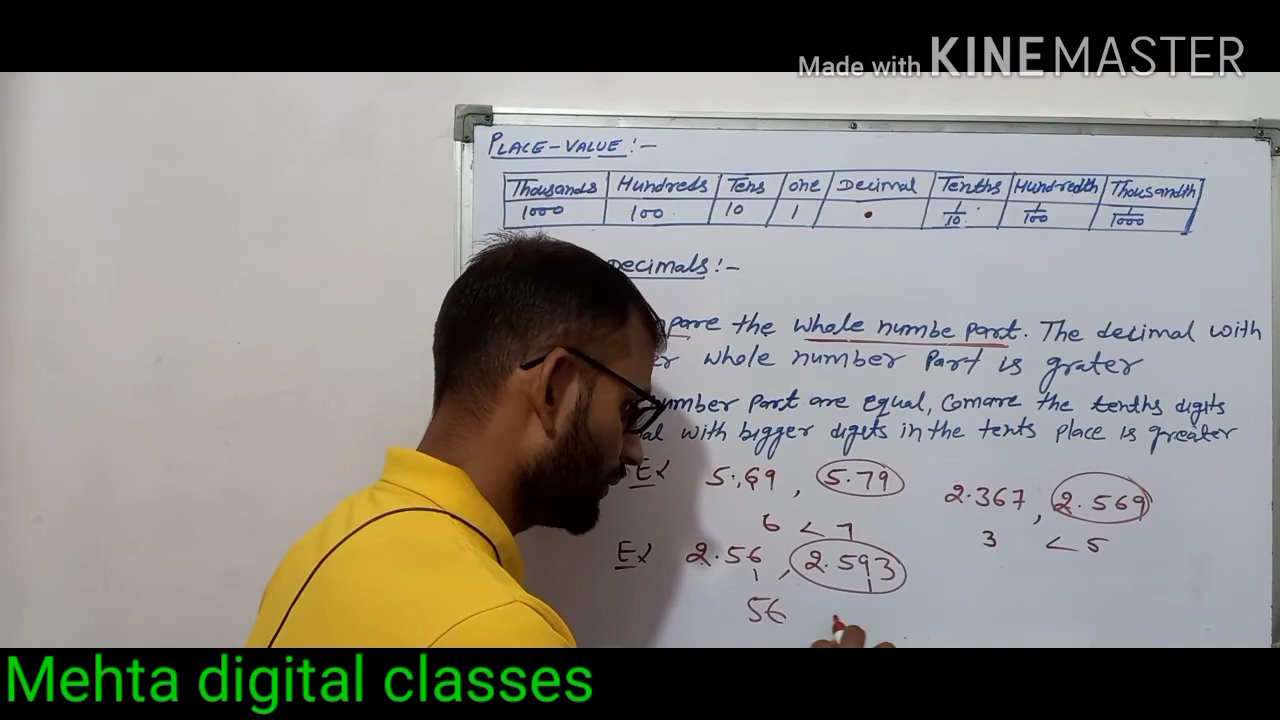 Made with KINEMASTER
PLACE-VALUE :-
Thousands Hundreds Tens one Decimal Tenths Hundredth Thousandth
1000 100 10 1 . 1/10 1/100 1/1000
Decimals :-
pare the whole numbe part. The decimal with
er whole number Part is grater
number part are equal, Comare the tenths digits
al with bigger digits in the tents place is greater
Ex 5.69 , 5.79 2.367 , 2.569
6 < 7 3 < 5
Ex 2.56 , 2.593
56
Mehta digital classes